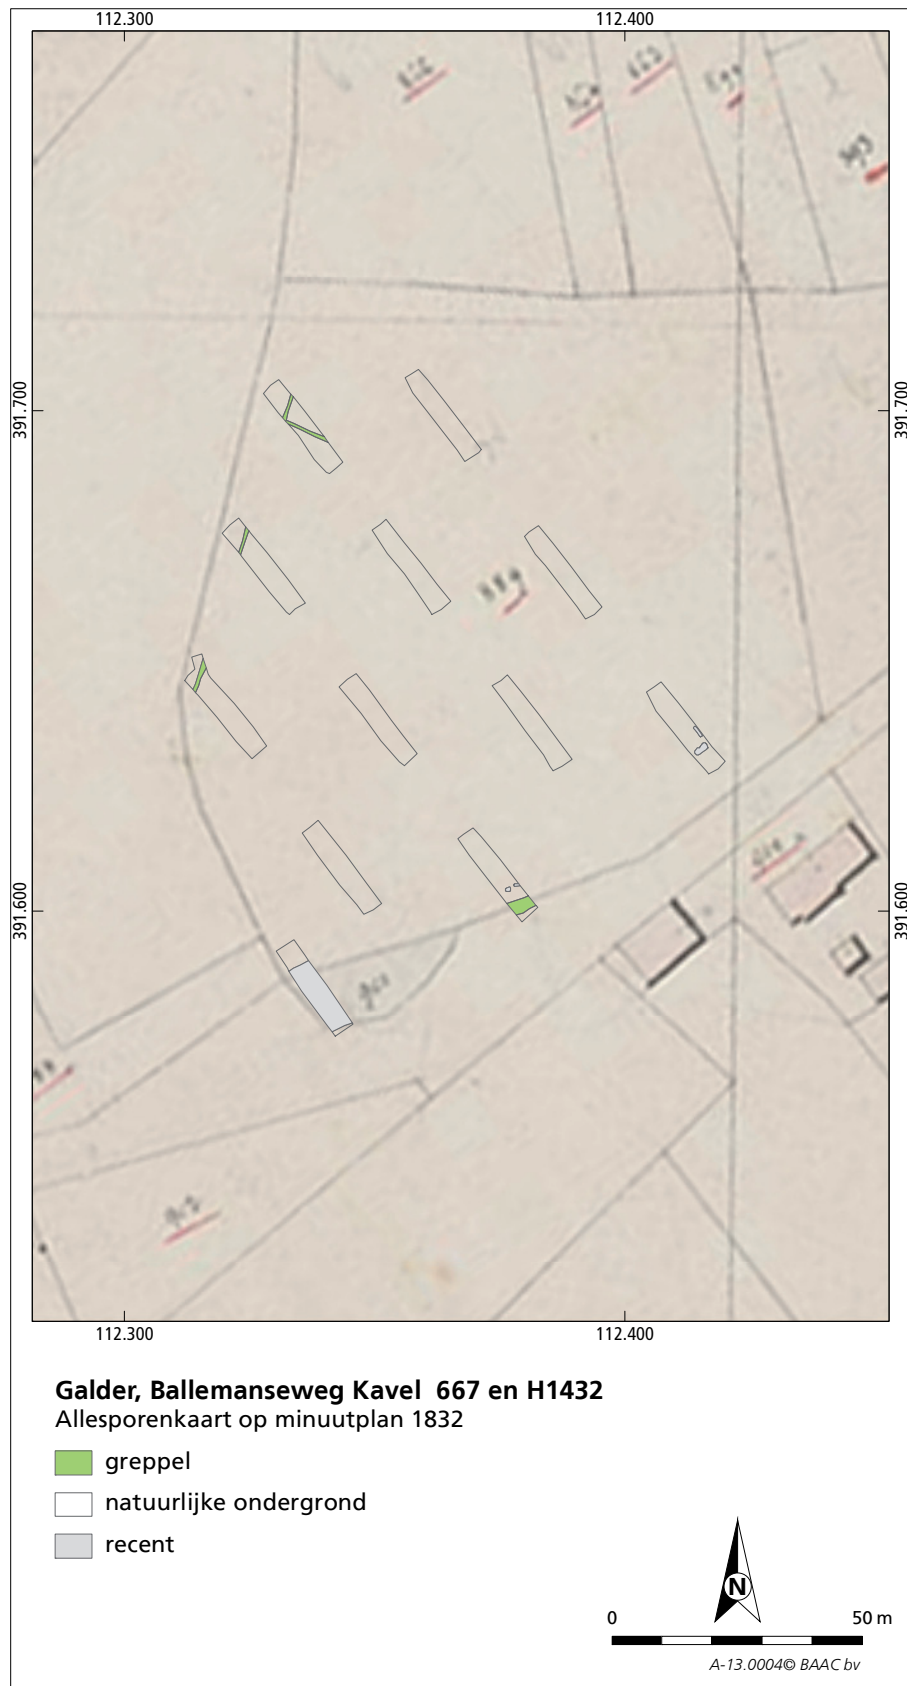 112.300 112.400
391.700 391.700
391.600 391.600
112.300 112.400
Galder, Ballemanseweg Kavel 667 en H1432
Allesporenkaart op minuutplan 1832
greppel
natuurlijke ondergrond
recent
N
0 50 m
A-13.0004© BAAC bv